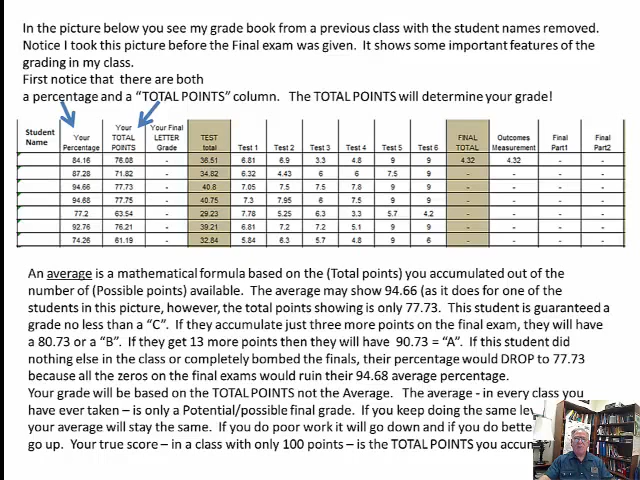 In the picture below you see my grade book from a previous class with the student names removed.
Notice I took this picture before the Final exam was given.  It shows some important features of the
grading in my class.
First notice that there are both
a percentage and a "TOTAL POINTS" column.   The TOTAL POINTS will determine your grade!
Student Name Your Percentage Your TOTAL POINTS Your Final LETTER Grade TEST total Test 1 Test 2 Test 3 Test 4 Test 5 Test 6 FINAL TOTAL Outcomes Measurement Final Part1 Final Part2
84.16 76.08 - 36.51 6.81 6.9 3.3 4.8 9 9 4.32 4.32 - -
87.28 71.82 - 34.82 6.32 4.43 6 6 7.5 9 - - - -
94.66 77.73 - 40.8 7.05 7.5 7.5 7.8 9 9 - - - -
94.68 77.75 - 40.75 7.3 7.95 6 7.5 9 9 - - - -
77.2 63.54 - 29.23 7.78 5.25 6.3 3.3 5.7 4.2 - - - -
92.76 76.21 - 39.21 6.81 7.2 7.2 5.1 9 9 - - - -
74.26 61.19 - 32.84 5.84 6.3 5.7 4.8 9 6 - - - -
An average is a mathematical formula based on the (Total points) you accumulated out of the
number of (Possible points) available.  The average may show 94.66 (as it does for one of the
students in this picture, however, the total points showing is only 77.73.  This student is guaranteed a
grade no less than a "C".  If they accumulate just three more points on the final exam, they will have
a 80.73 or a "B".  If they get 13 more points then they will have  90.73 = "A".  If this student did
nothing else in the class or completely bombed the finals, their percentage would DROP to 77.73
because all the zeros on the final exams would ruin their 94.68 average percentage.
Your grade will be based on the TOTAL POINTS not the Average.   The average - in every class you
have ever taken – is only a Potential/possible final grade.  If you keep doing the same
your average will stay the same.  If you do poor work it will go down and if you do
go up.  Your true score – in a class with only 100 points – is the TOTAL POINTS you